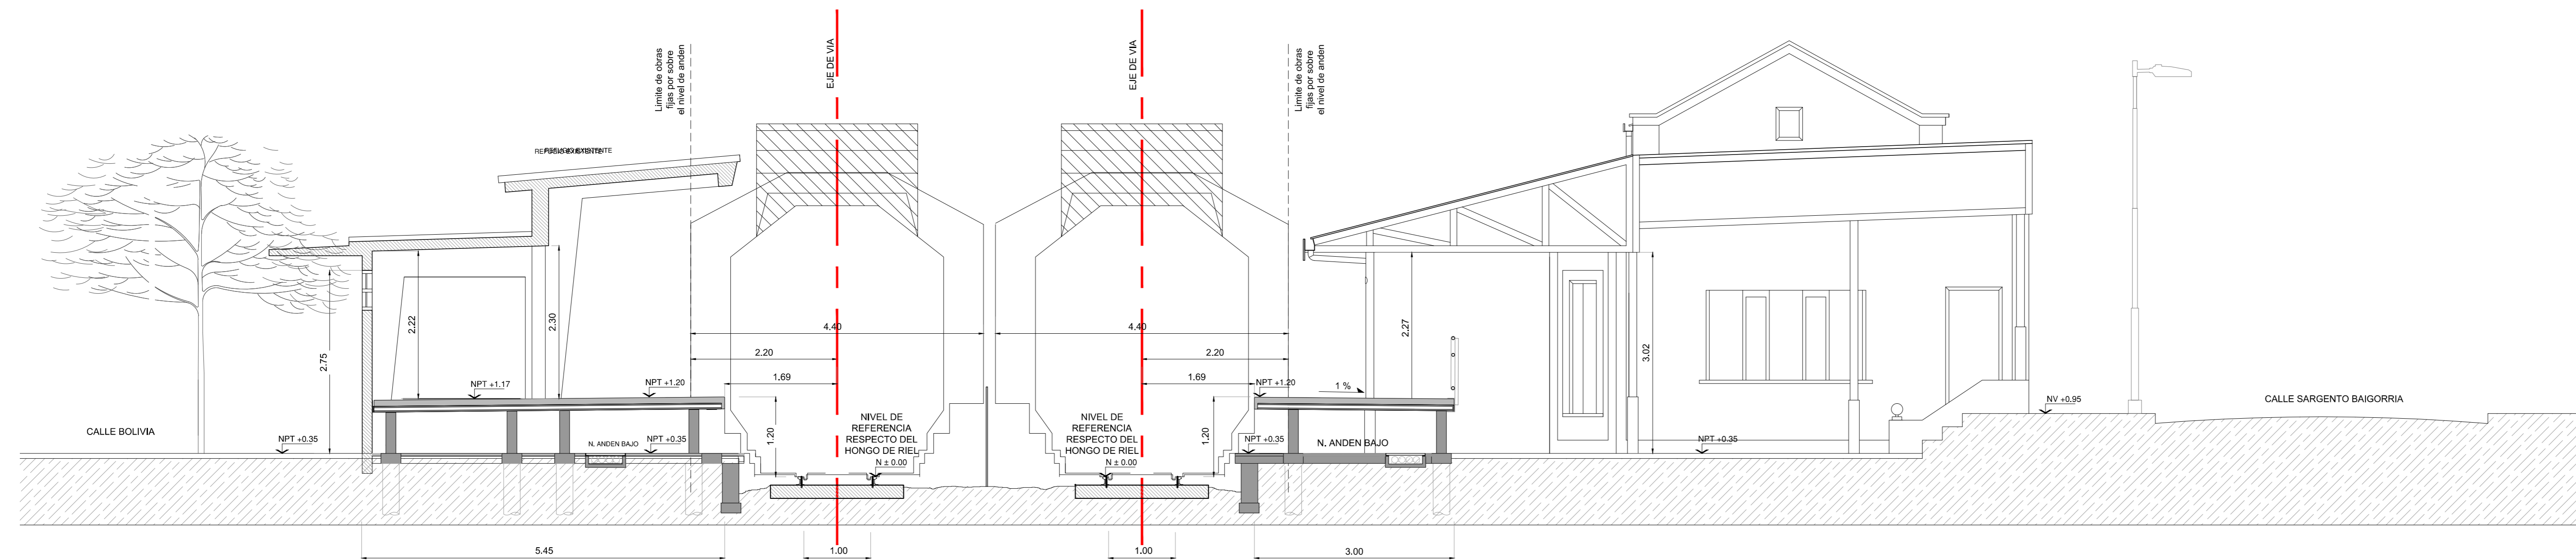 Limite de obras
fijas por sobre
el nivel de anden
EJE DE VIA
EJE DE VIA
Limite de obras
fijas por sobre
el nivel de anden
REFUGIO EXISTENTE
REFUGIO EXISTENTE
4.40
4.40
2.22
2.30
2.20
2.20
2.27
2.75
3.02
1.69
1.69
NPT +1.17
NPT +1.20
NPT +1.20
1 %
NV +0.95
CALLE SARGENTO BAIGORRIA
CALLE BOLIVIA
1.20
NIVEL DE
REFERENCIA
RESPECTO DEL
HONGO DE RIEL
N ± 0.00
NIVEL DE
REFERENCIA
RESPECTO DEL
HONGO DE RIEL
N ± 0.00
1.20
NPT +0.35
N. ANDEN BAJO
NPT +0.35
NPT +0.35
N. ANDEN BAJO
NPT +0.35
5.45
1.00
1.00
3.00